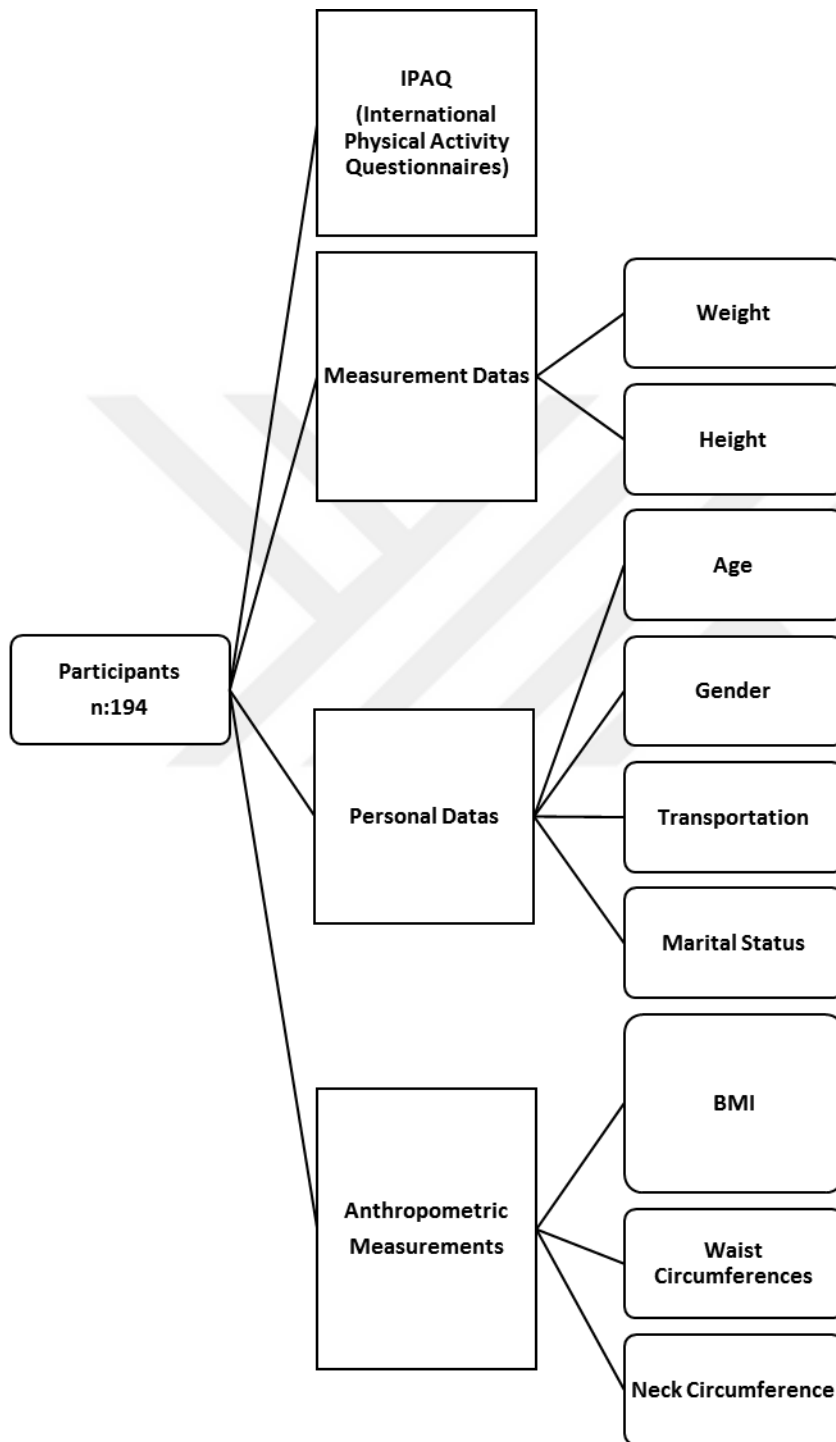 IPAQ
(International
Physical Activity
Questionnaires)
Measurement Datas
Weight
Height
Participants
n:194
Personal Datas
Age
Gender
Transportation
Marital Status
Anthropometric
Measurements
BMI
Waist
Circumferences
Neck Circumference